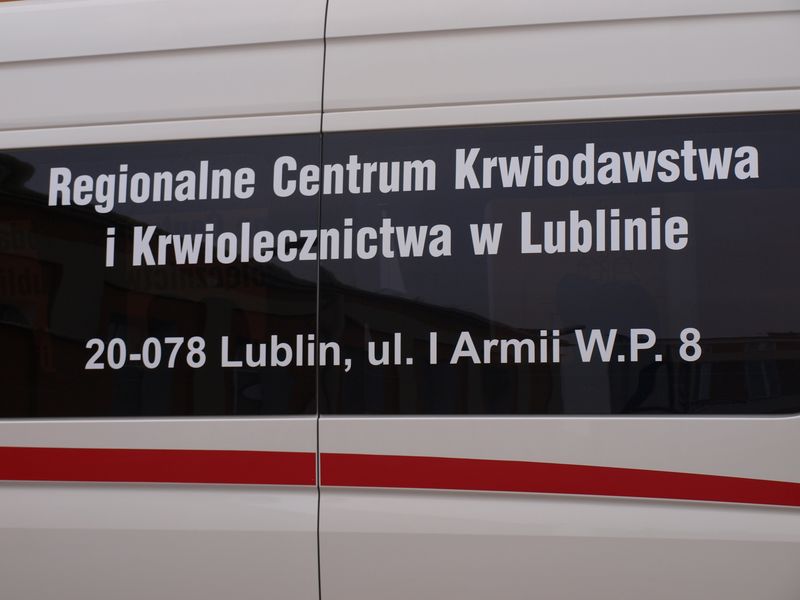 Regionalne Centrum Krwiodawstwa
i Krwiolecznictwa w Lublinie
20-078 Lublin, ul. I Armii W.P. 8